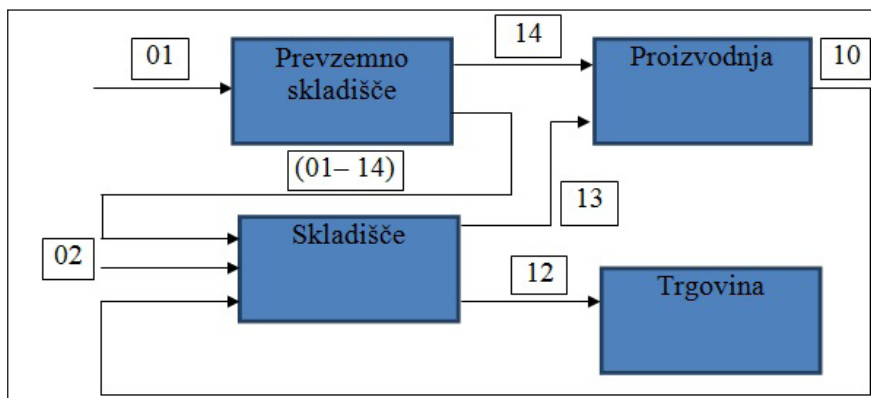 01
Prevzemno
skladišče
14
Proizvodnja
10
(01– 14)
13
02
Skladišče
12
Trgovina